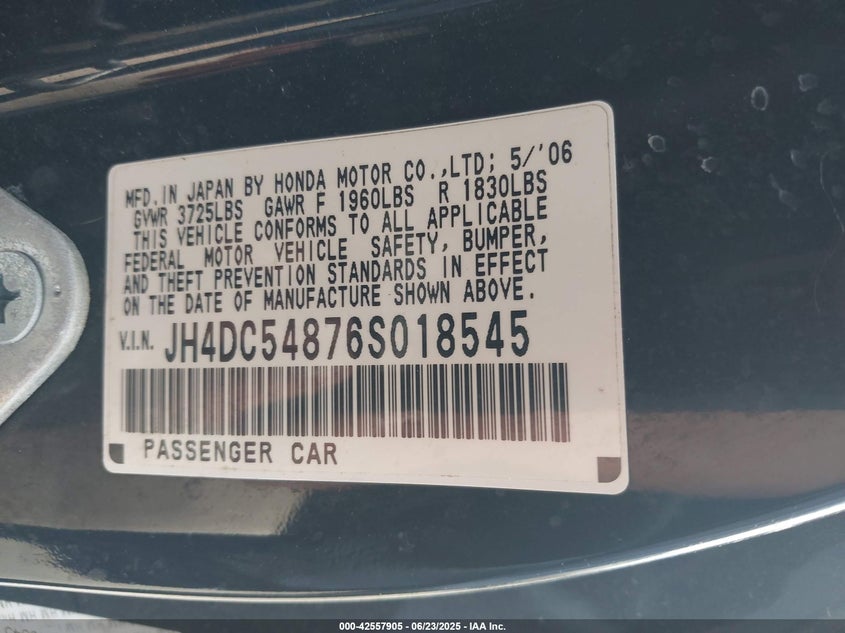 MFD.IN JAPAN BY HONDA MOTOR CO.,LTD; 5/'06
GVWR 3725LBS GAWR F 1960LBS R 1830LBS
THIS VEHICLE CONFORMS TO ALL APPLICABLE
FEDERAL MOTOR VEHICLE SAFETY, BUMPER,
AND THEFT PREVENTION STANDARDS IN EFFECT
ON THE DATE OF MANUFACTURE SHOWN ABOVE.
V.I.N. JH4DC54876S018545
PASSENGER CAR
000-42557905 - 06/23/2025 - IAA Inc.